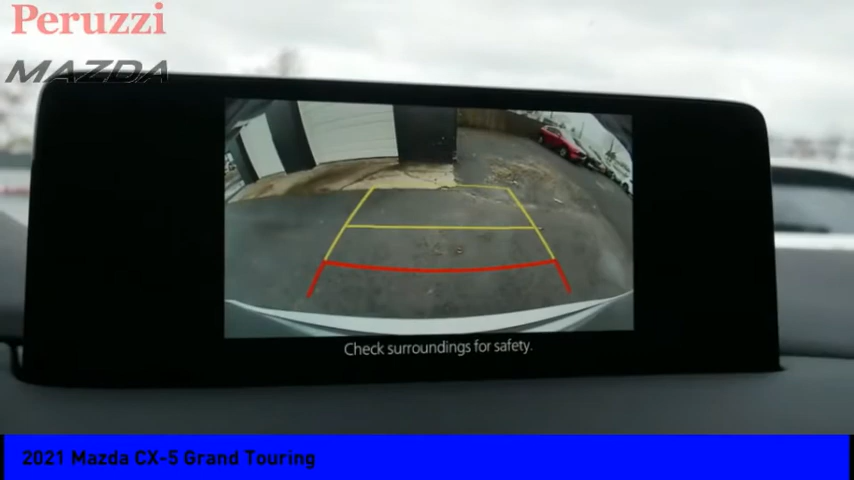 Peruzzi
MAZDA
Check surroundings for safety.
2021 Mazda CX-5 Grand Touring